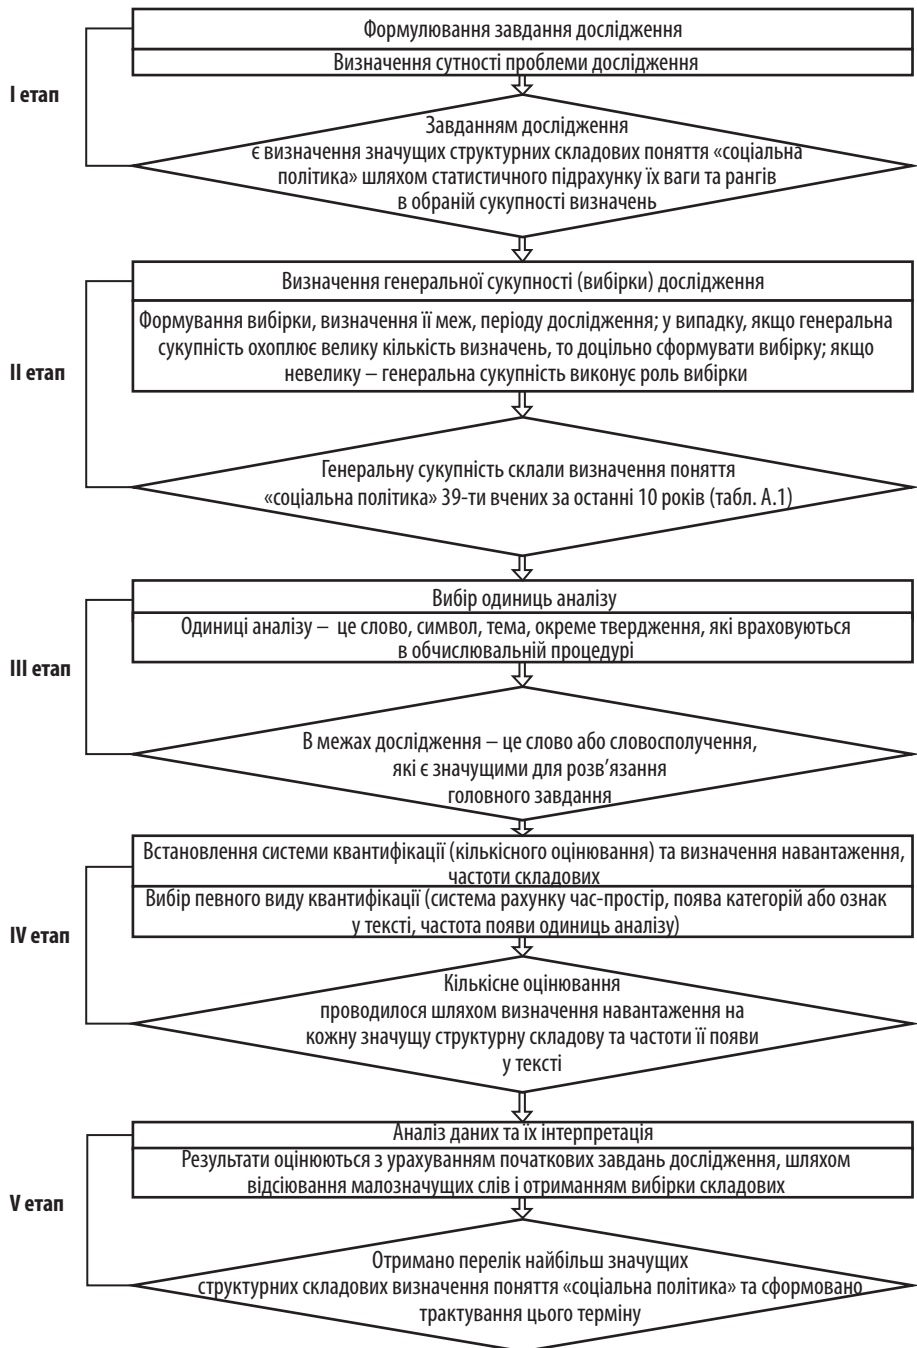 Формулювання завдання дослідження
Визначення сутності проблеми дослідження
І етап
Завданням дослідження
є визначення значущих структурних складових поняття «соціальна
політика» шляхом статистичного підрахунку їх ваги та рангів
в обраній сукупності визначень
Визначення генеральної сукупності (вибірки) дослідження
Формування вибірки, визначення її меж, періоду дослідження; у випадку, якщо генеральна
сукупність охоплює велику кількість визначень, то доцільно сформувати вибірку; якщо
невелику – генеральна сукупність виконує роль вибірки
ІІ етап
Генеральну сукупність склали визначення поняття
«соціальна політика» 39-ти вчених за останні 10 років (табл. А.1)
Вибір одиниць аналізу
Одиниці аналізу – це слово, символ, тема, окреме твердження, які враховуються
в обчислювальній процедурі
ІІІ етап
В межах дослідження – це слово або словосполучення,
які є значущими для розв’язання
головного завдання
Встановлення системи квантифікації (кількісного оцінювання) та визначення навантаження,
частоти складових
Вибір певного виду квантифікації (система рахунку час-простір, поява категорій або ознак
у тексті, частота появи одиниць аналізу)
IV етап
Кількісне оцінювання
проводилося шляхом визначення навантаження на
кожну значущу структурну складову та частоти її появи
у тексті
Аналіз даних та їх інтерпретація
Результати оцінюються з урахуванням початкових завдань дослідження, шляхом
відсіювання малозначущих слів і отриманням вибірки складових
V етап
Отримано перелік найбільш значущих
структурних складових визначення поняття «соціальна політика» та сформовано
трактування цього терміну